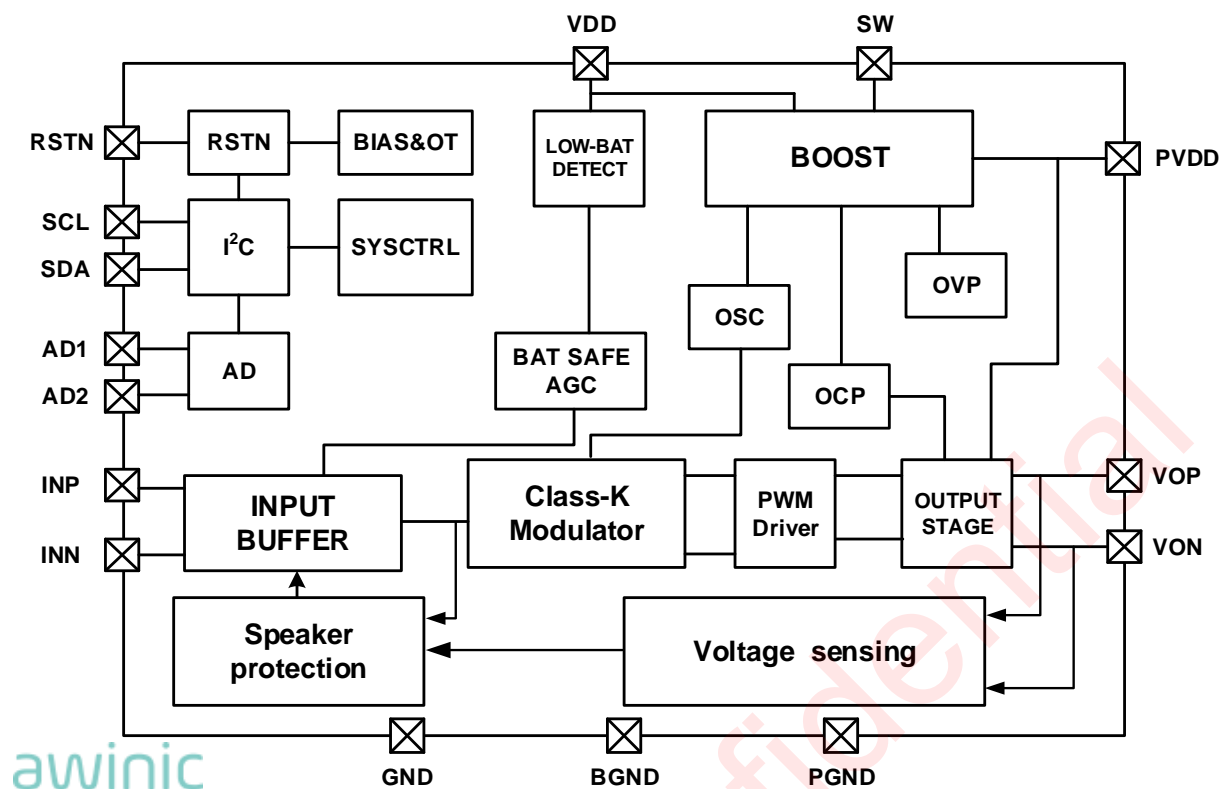 VDD
SW
RSTN
RSTN
BIAS&OT
LOW-BAT
DETECT
BOOST
PVDD
SCL
SDA
I²C
SYSCTRL
OVP
OSC
AD1
AD2
AD
BAT SAFE
AGC
OCP
INP
INN
INPUT
BUFFER
Class-K
Modulator
PWM
Driver
OUTPUT
STAGE
VOP
VON
Speaker
protection
Voltage sensing
GND
BGND
PGND
awinic
fidential